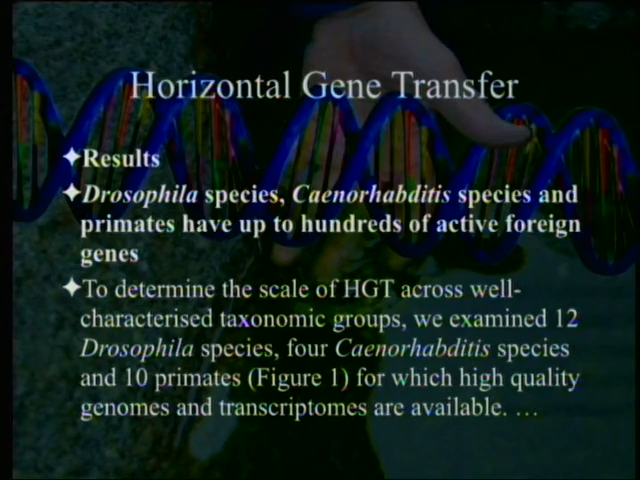 Horizontal Gene Transfer
✦Results
✦Drosophila species, Caenorhabditis species and
primates have up to hundreds of active foreign
genes
✦To determine the scale of HGT across well-
characterised taxonomic groups, we examined 12
Drosophila species, four Caenorhabditis species
and 10 primates (Figure 1) for which high quality
genomes and transcriptomes are available. …